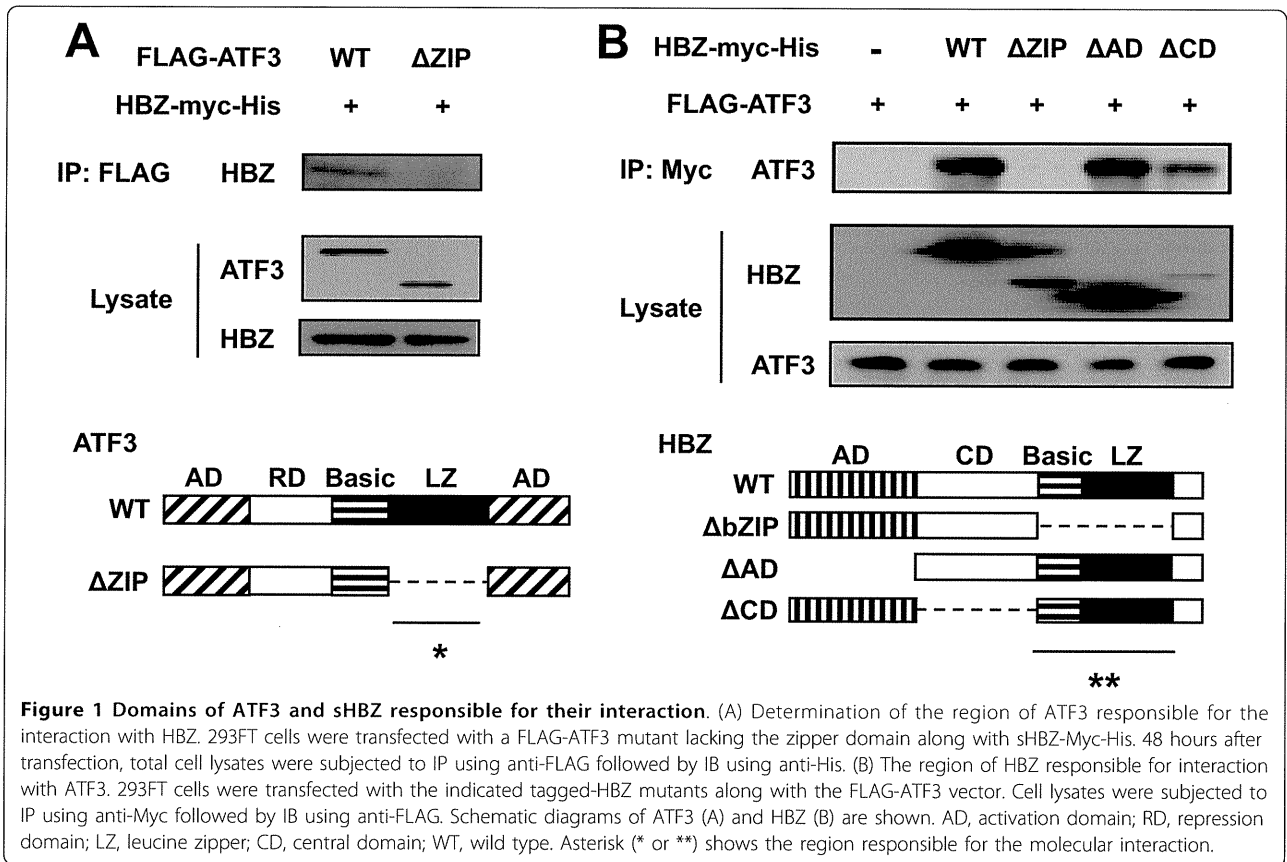 A
FLAG-ATF3 WT ΔZIP
HBZ-myc-His + +
IP: FLAG HBZ
Lysate
ATF3
HBZ
ATF3
AD RD Basic LZ AD
WT
ΔZIP
*
B
HBZ-myc-His - WT ΔZIP ΔAD ΔCD
FLAG-ATF3 + + + + +
IP: Myc ATF3
Lysate
HBZ
ATF3
HBZ
AD CD Basic LZ
WT
ΔbZIP
ΔAD
ΔCD
**
Figure 1 Domains of ATF3 and sHBZ responsible for their interaction. (A) Determination of the region of ATF3 responsible for the
interaction with HBZ. 293FT cells were transfected with a FLAG-ATF3 mutant lacking the zipper domain along with sHBZ-Myc-His. 48 hours after
transfection, total cell lysates were subjected to IP using anti-FLAG followed by IB using anti-His. (B) The region of HBZ responsible for interaction
with ATF3. 293FT cells were transfected with the indicated tagged-HBZ mutants along with the FLAG-ATF3 vector. Cell lysates were subjected to
IP using anti-Myc followed by IB using anti-FLAG. Schematic diagrams of ATF3 (A) and HBZ (B) are shown. AD, activation domain; RD, repression
domain; LZ, leucine zipper; CD, central domain; WT, wild type. Asterisk (* or **) shows the region responsible for the molecular interaction.